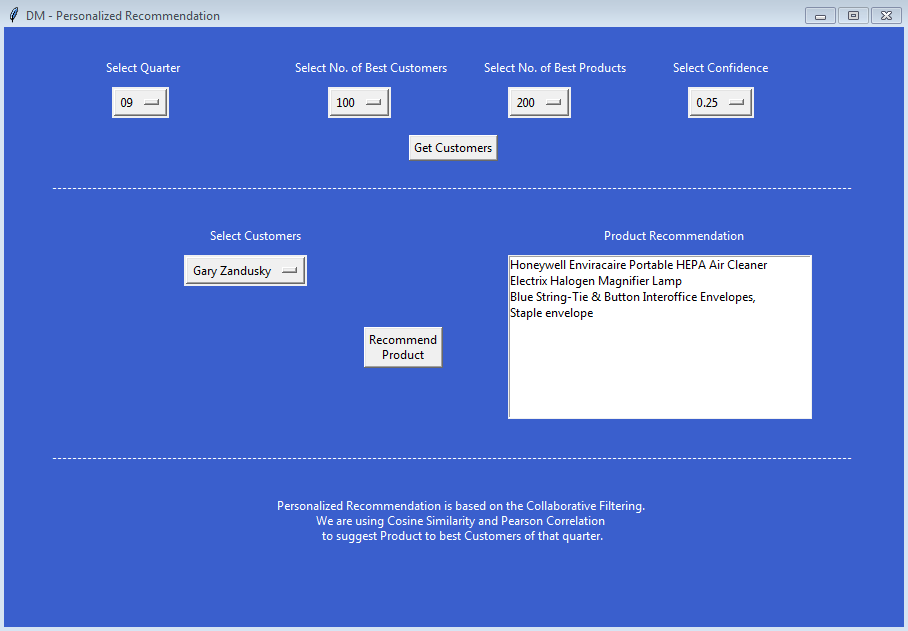 DM - Personalized Recommendation
Select Quarter Select No. of Best Customers Select No. of Best Products Select Confidence
09 100 200 0.25
Get Customers
Select Customers Product Recommendation
Gary Zandusky
Honeywell Enviracaire Portable HEPA Air Cleaner
Electrix Halogen Magnifier Lamp
Blue String-Tie & Button Interoffice Envelopes,
Staple envelope
Recommend
Product
Personalized Recommendation is based on the Collaborative Filtering.
We are using Cosine Similarity and Pearson Correlation
to suggest Product to best Customers of that quarter.